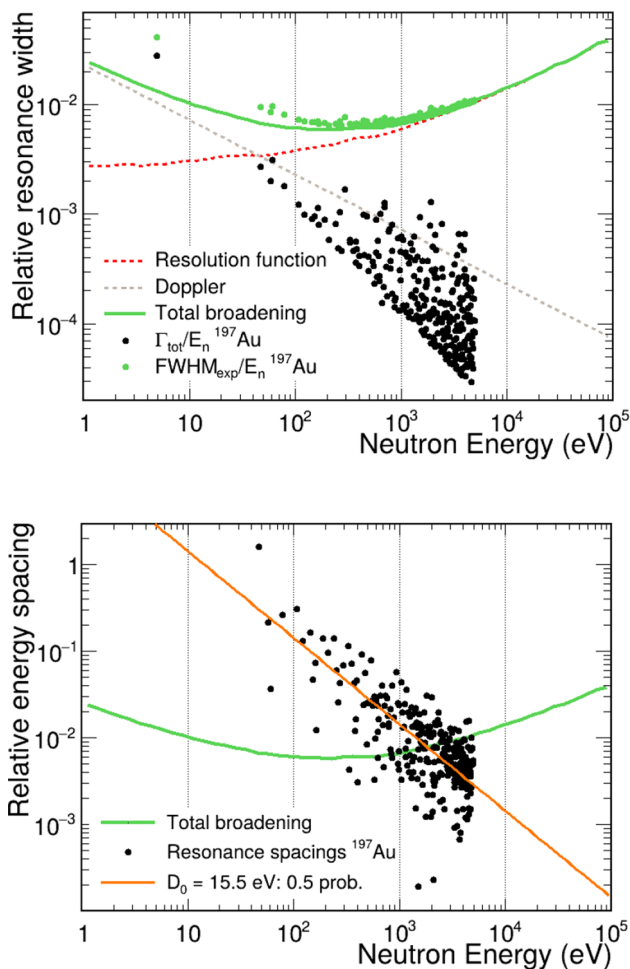 Relative resonance width
10⁻²
10⁻³
10⁻⁴
Resolution function
Doppler
Total broadening
Γtot/En ¹⁹⁷Au
FWHMexp/En ¹⁹⁷Au
1 10 10² 10³ 10⁴ 10⁵
Neutron Energy (eV)
Relative energy spacing
1
10⁻¹
10⁻²
10⁻³
Total broadening
Resonance spacings ¹⁹⁷Au
D₀ = 15.5 eV: 0.5 prob.
1 10 10² 10³ 10⁴ 10⁵
Neutron Energy (eV)